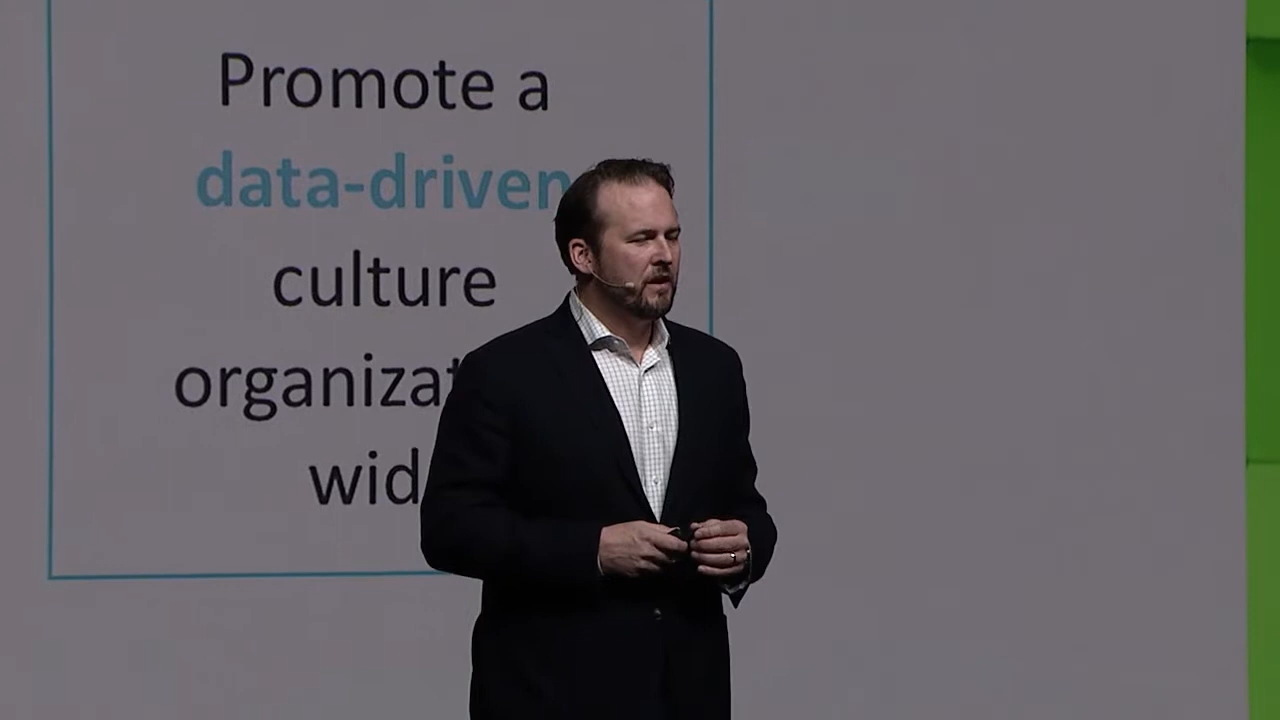 Promote a
data-driven
culture
organizat
wid